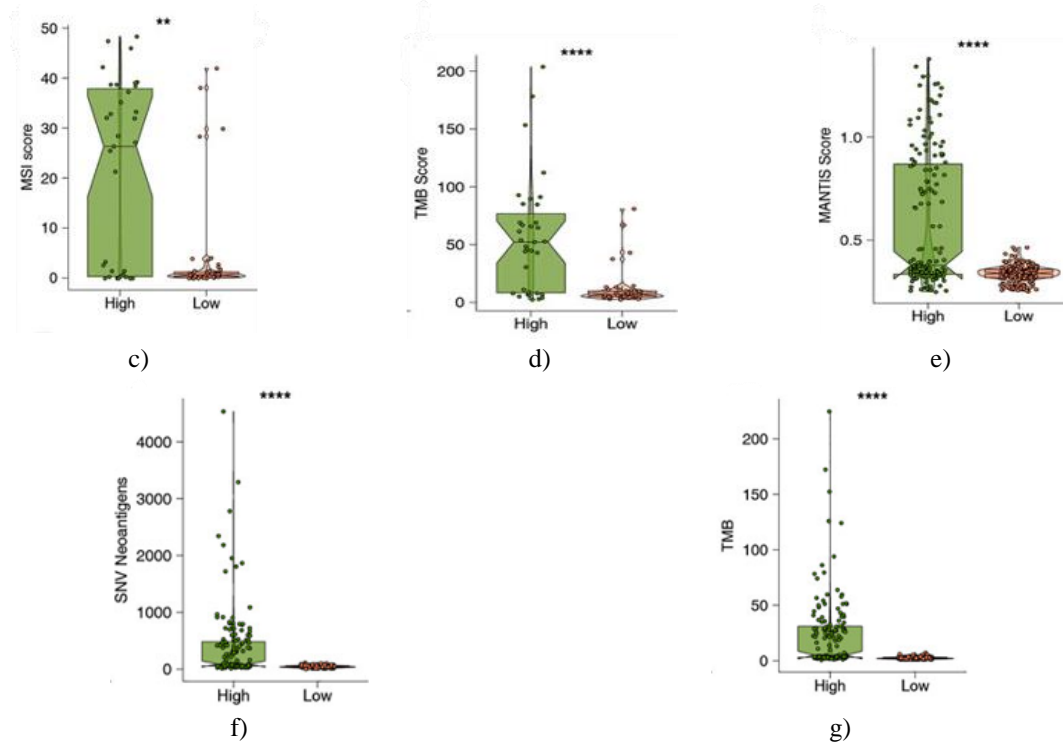 MSI score
50
40
30
20
10
0
**
High Low
c)
TMB Score
200
150
100
50
0
****
High Low
d)
MANTIS Score
1.0
0.5
****
High Low
e)
SNV Neoantigens
4000
3000
2000
1000
0
****
High Low
f)
TMB
200
150
100
50
0
****
High Low
g)